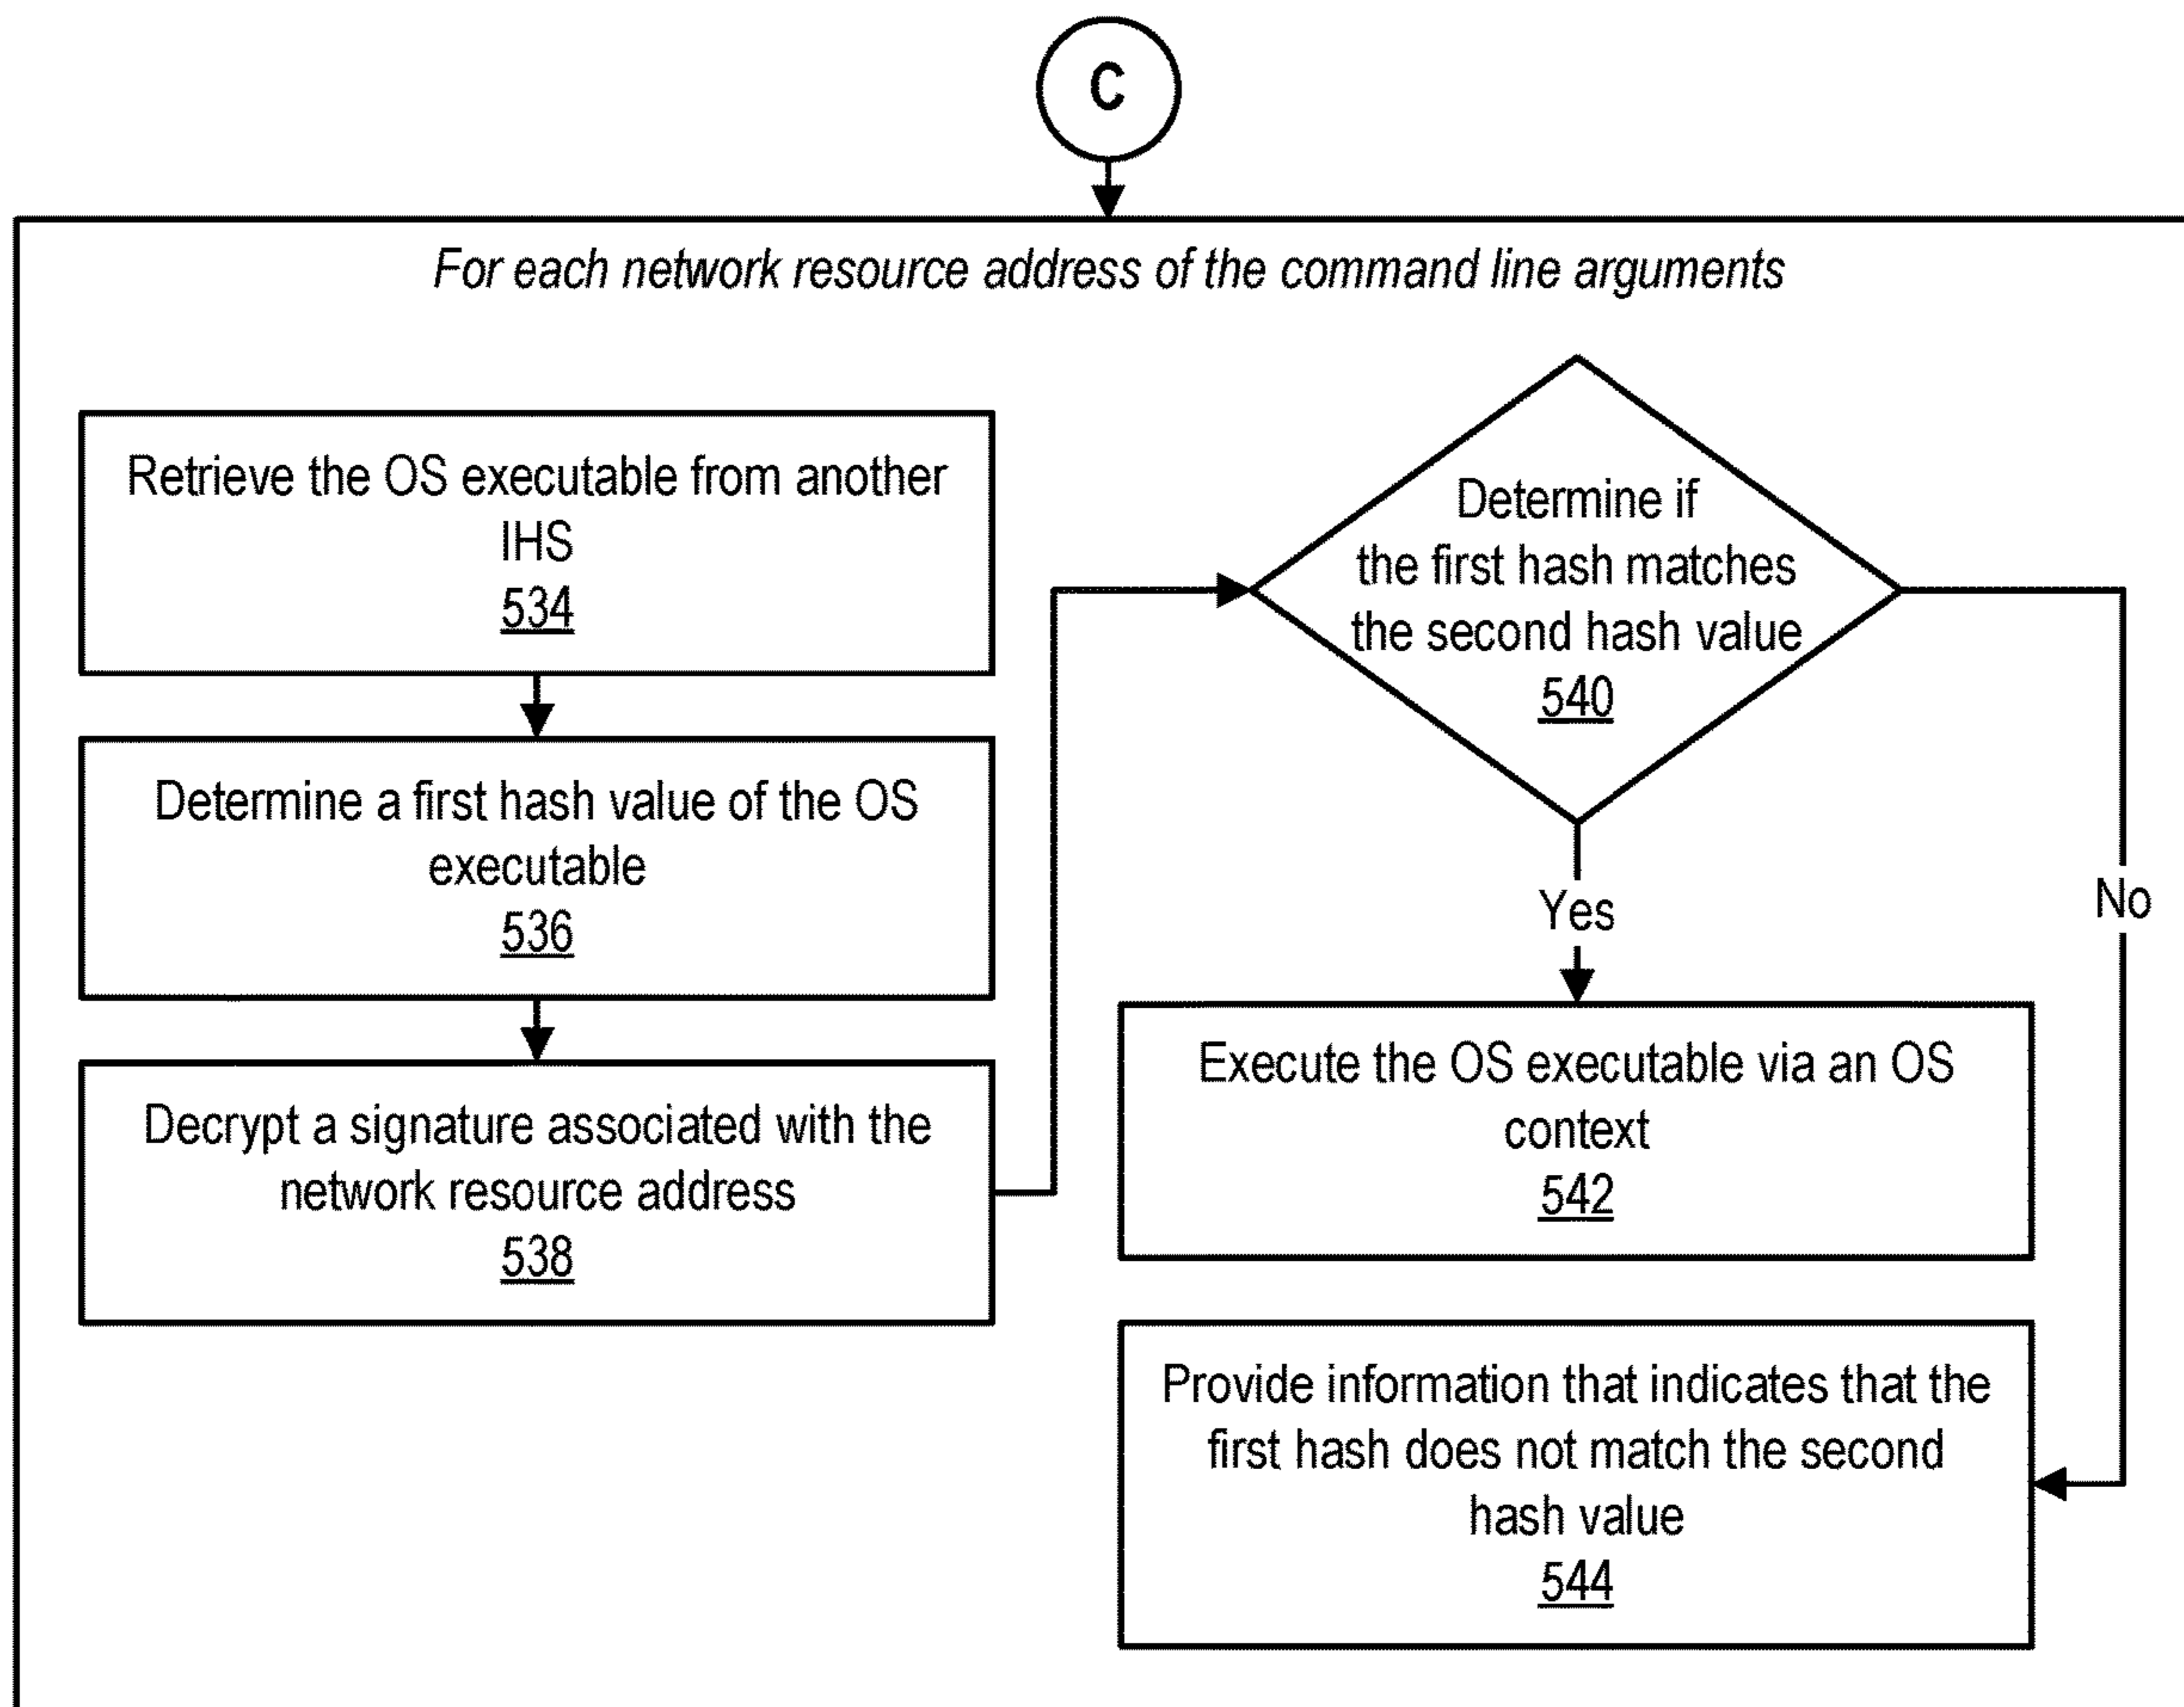 C
For each network resource address of the command line arguments
Retrieve the OS executable from another
IHS
534
Determine a first hash value of the OS
executable
536
Decrypt a signature associated with the
network resource address
538
Determine if
the first hash matches
the second hash value
540
Yes
No
Execute the OS executable via an OS
context
542
Provide information that indicates that the
first hash does not match the second
hash value
544